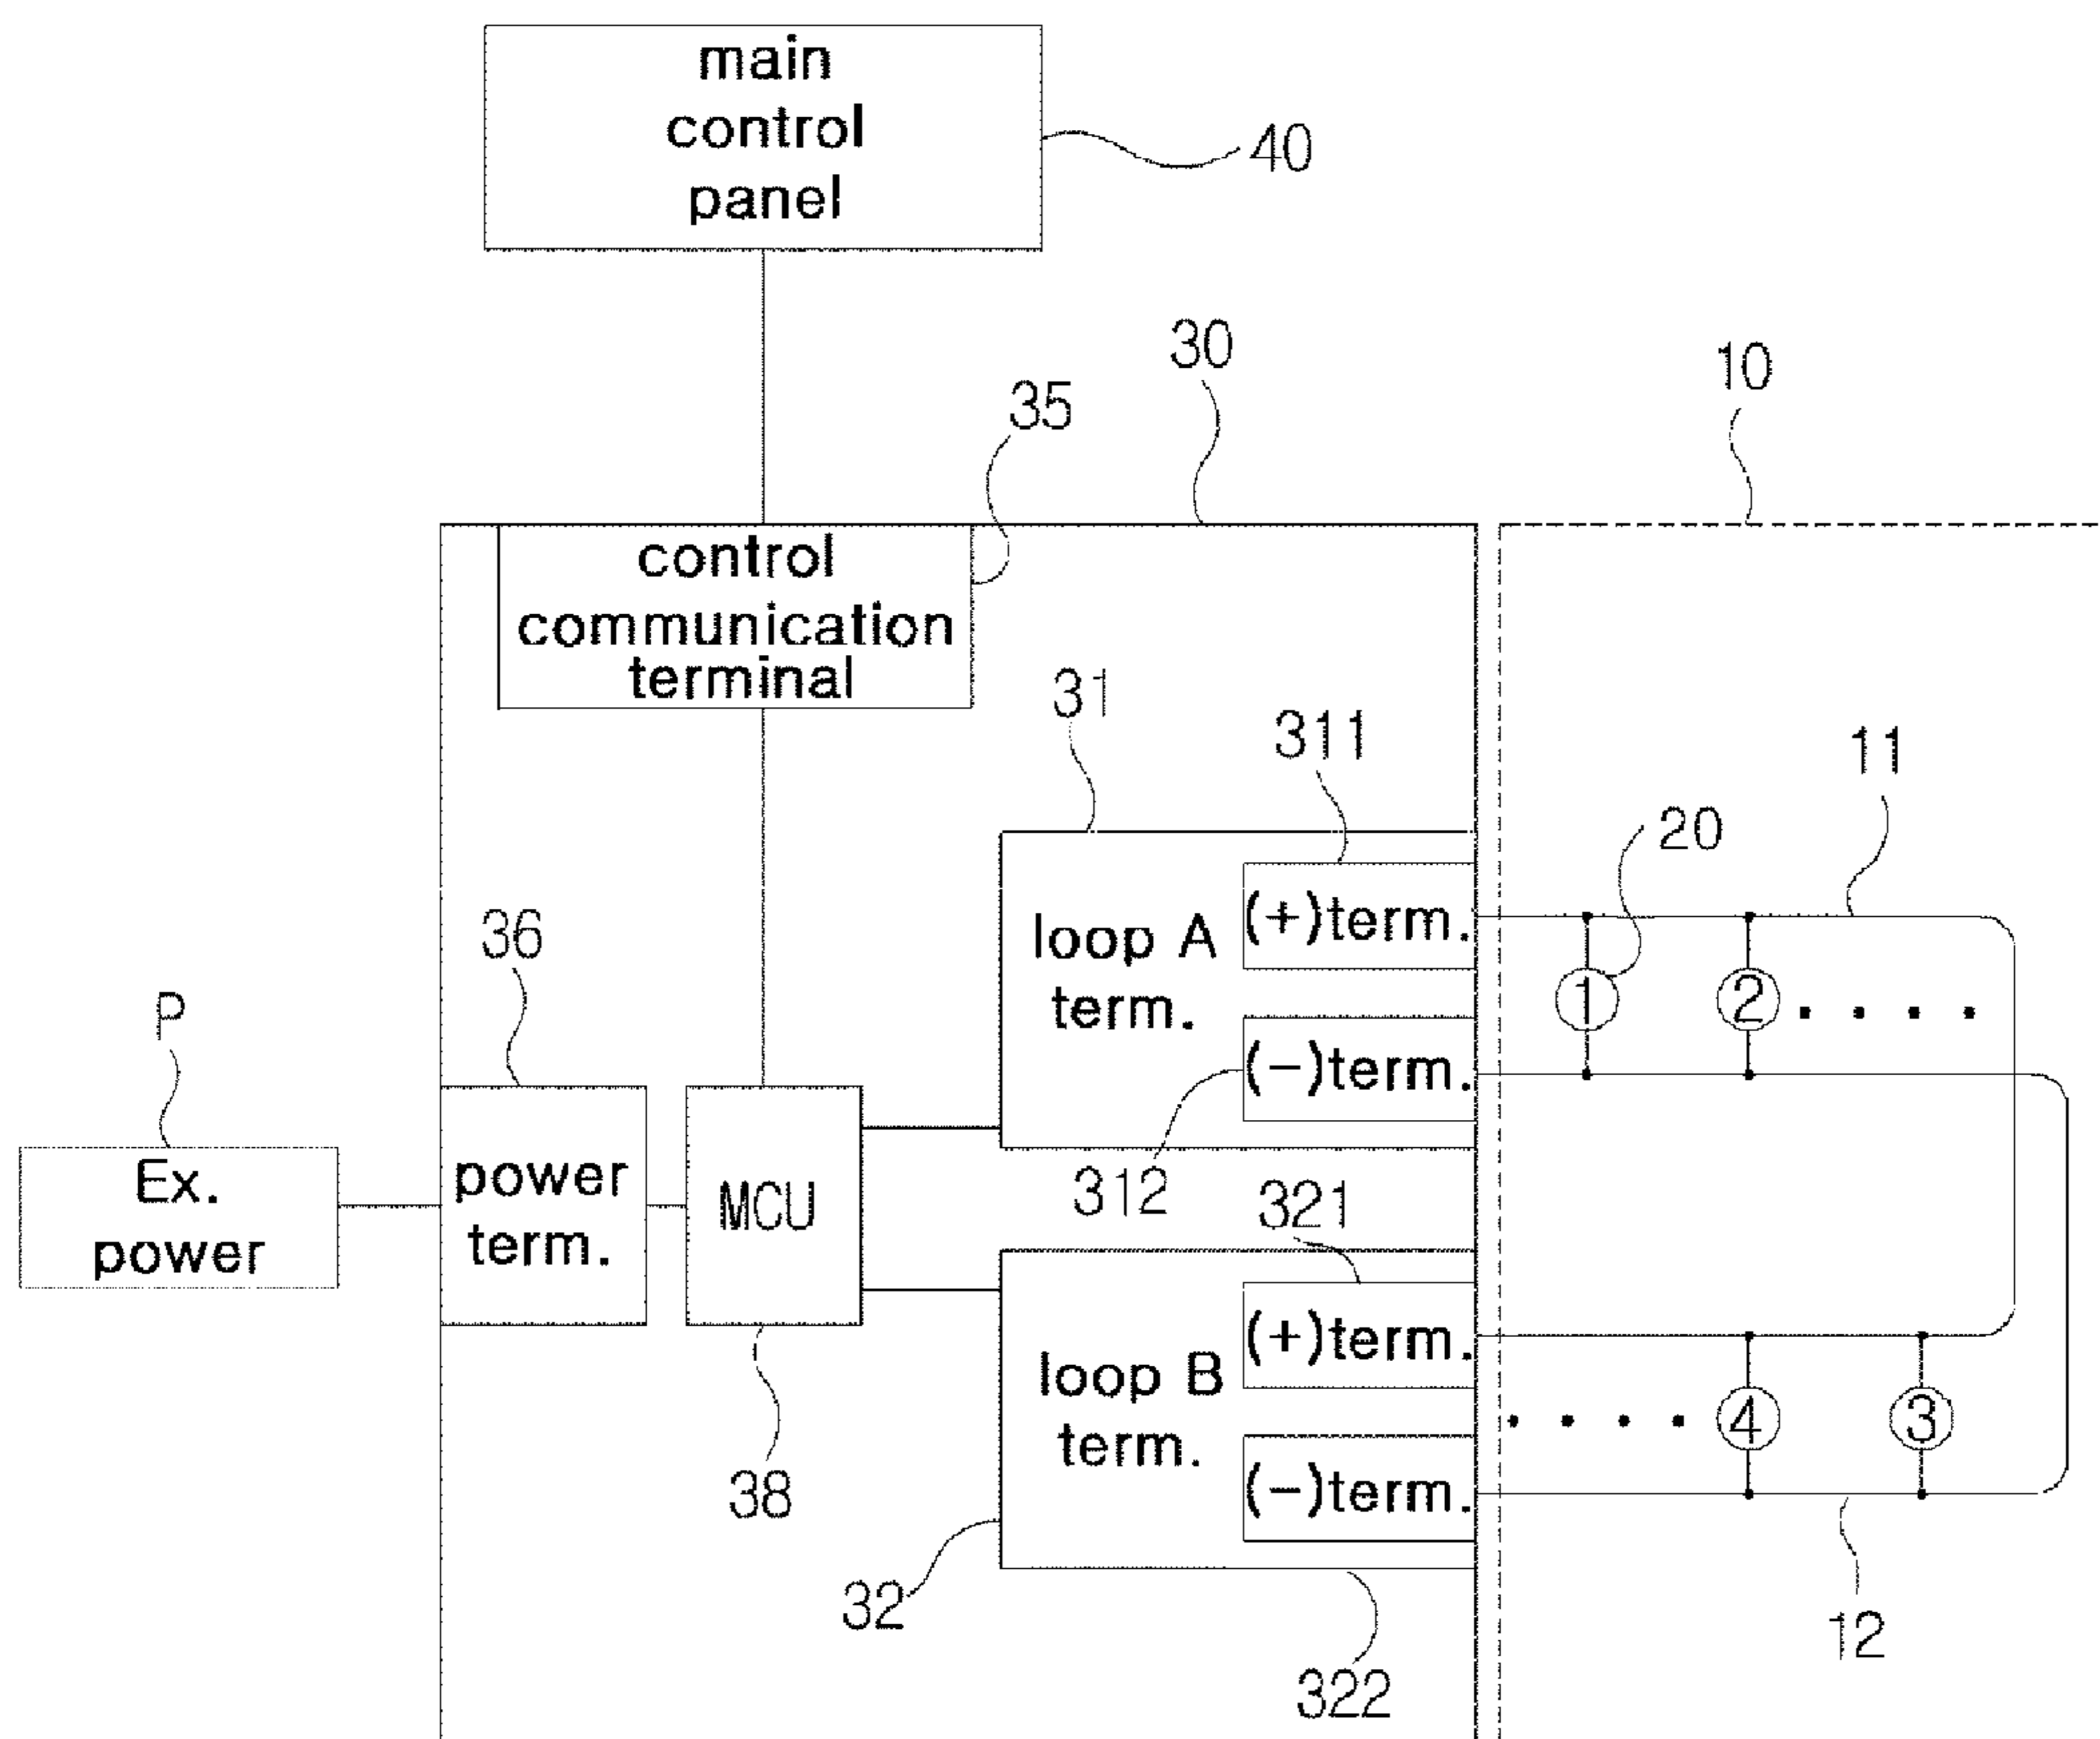 main
control
panel
40
30
10
35
control
communication
terminal
31
311
11
20
36
P
loop A
term.
(+)term.
(-)term.
1
2
312
Ex.
power
power
term.
MCU
321
loop B
term.
(+)term.
(-)term.
4
3
38
32
322
12